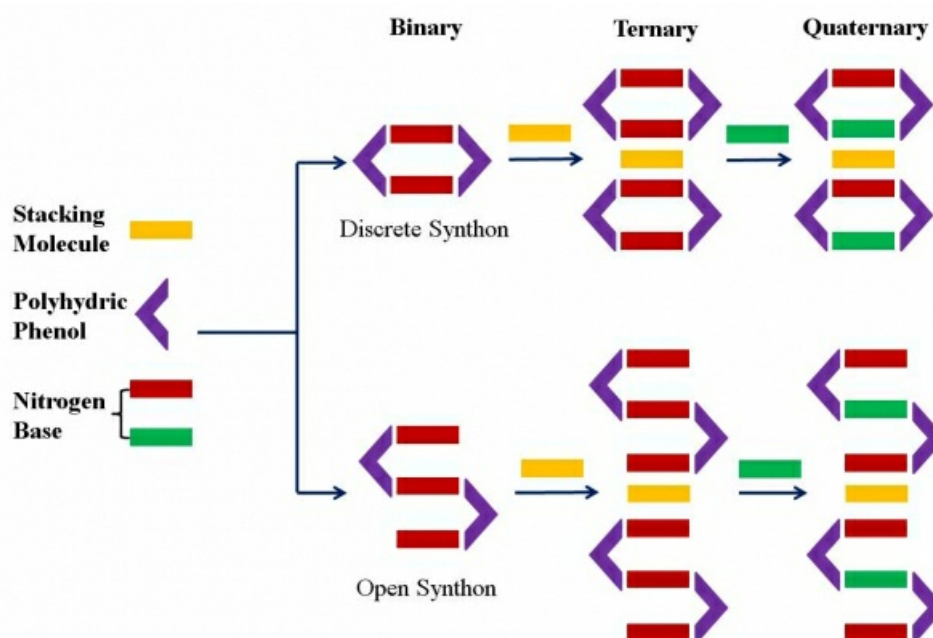 Binary
Ternary
Quaternary
Stacking
Molecule
Discrete Synthon
Polyhydric
Phenol
Nitrogen
Base
Open Synthon